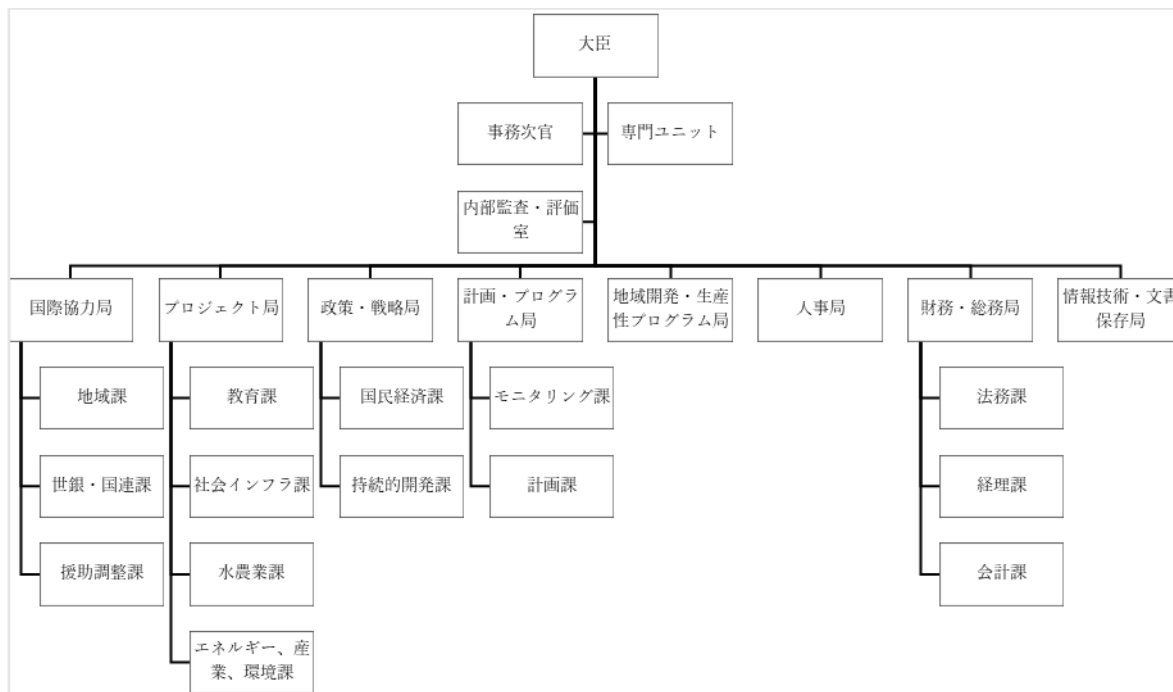 大臣
事務次官
専門ユニット
内部監査・評価
室
国際協力局
プロジェクト局
政策・戦略局
計画・プログラ
ム局
地域開発・生産
性プログラム局
人事局
財務・総務局
情報技術・文書
保存局
地域課
教育課
国民経済課
モニタリング課
法務課
世銀・国連課
社会インフラ課
持続的開発課
計画課
経理課
援助調整課
水農業課
会計課
エネルギー、産
業、環境課